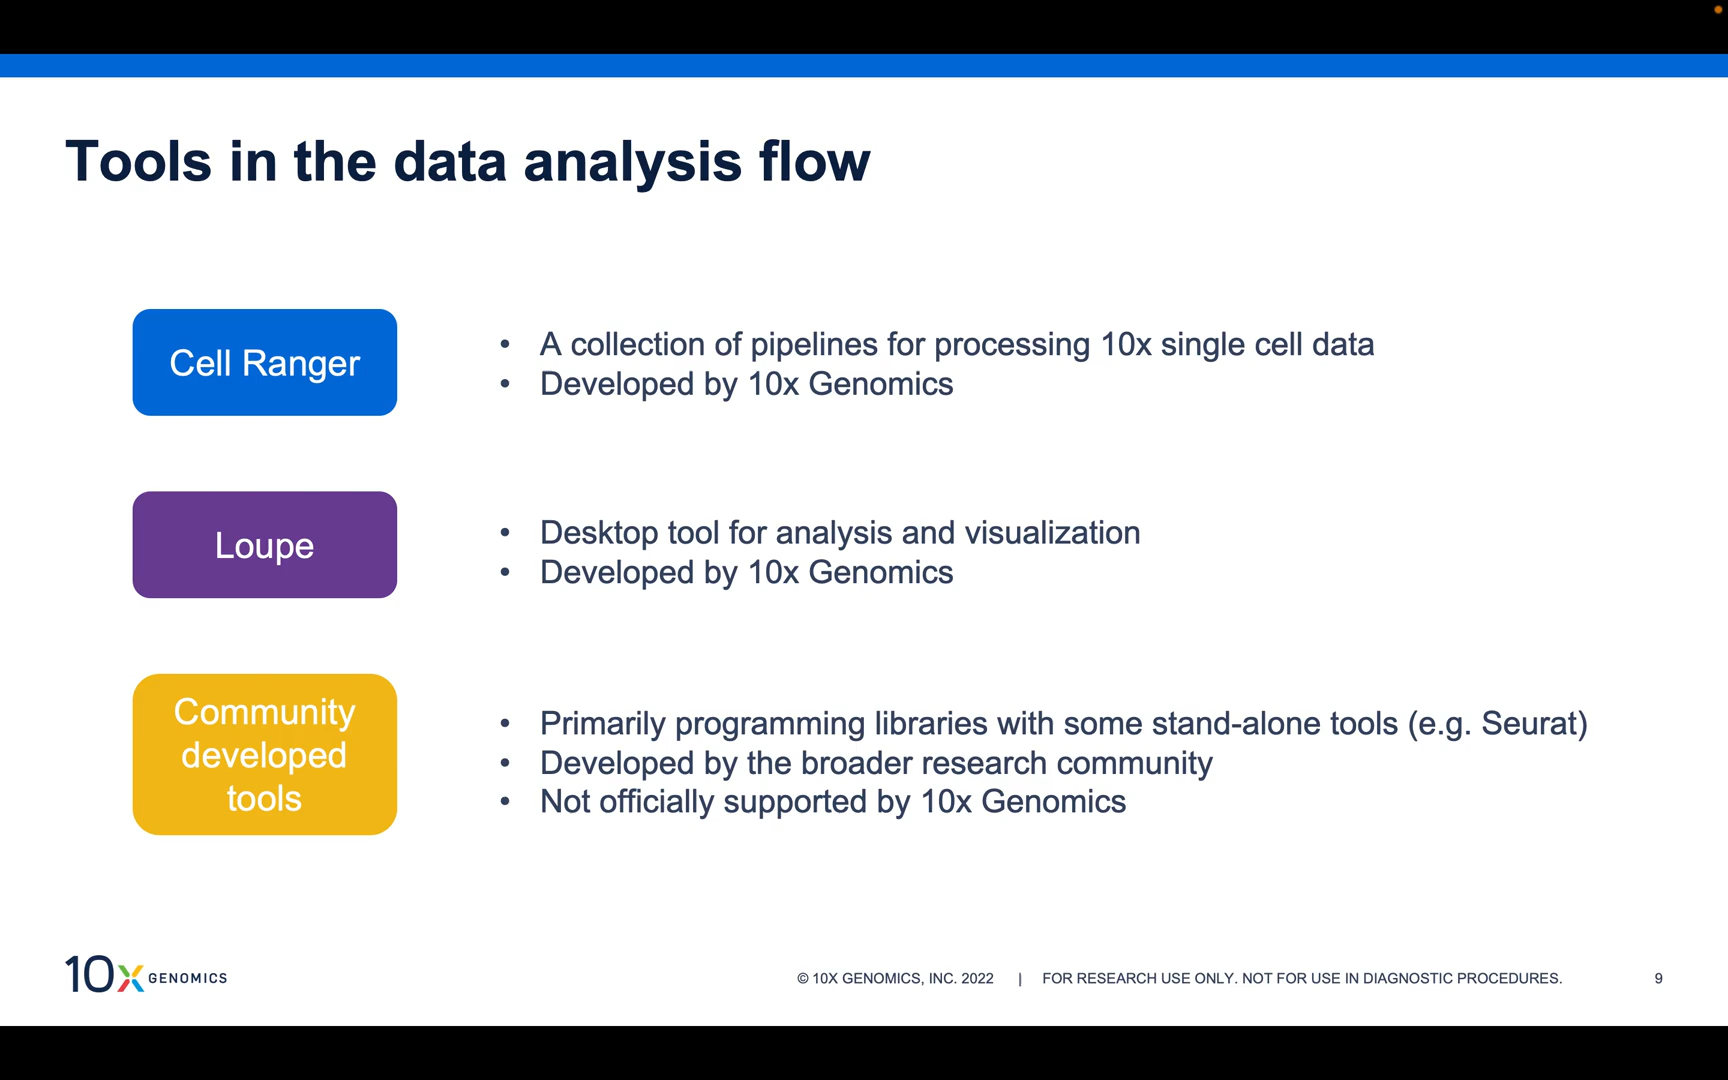 Tools in the data analysis flow
Cell Ranger
• A collection of pipelines for processing 10x single cell data
• Developed by 10x Genomics
Loupe
• Desktop tool for analysis and visualization
• Developed by 10x Genomics
Community
developed
tools
• Primarily programming libraries with some stand-alone tools (e.g. Seurat)
• Developed by the broader research community
• Not officially supported by 10x Genomics
10x GENOMICS
© 10X GENOMICS, INC. 2022 | FOR RESEARCH USE ONLY. NOT FOR USE IN DIAGNOSTIC PROCEDURES. 9